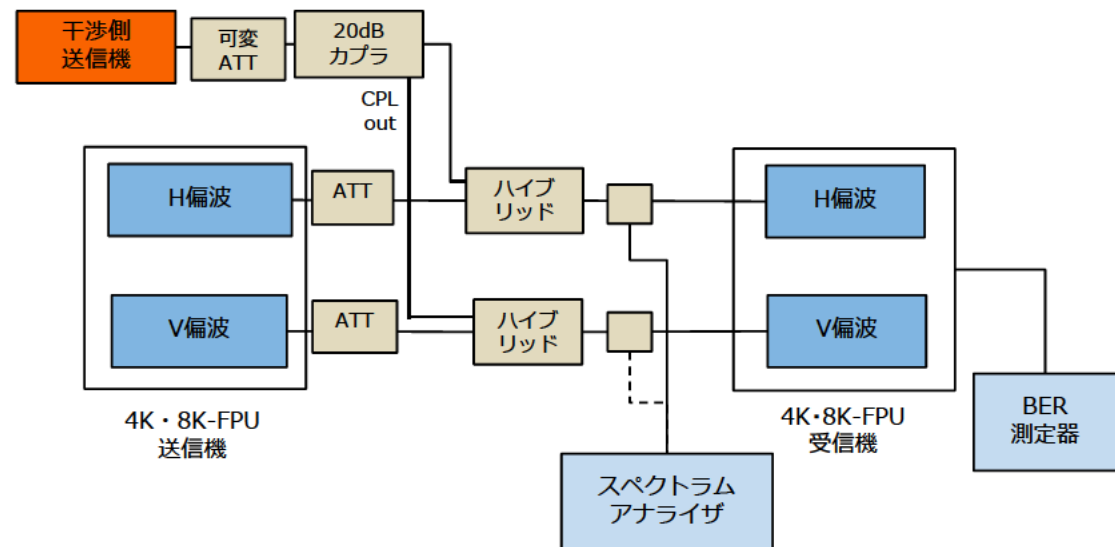 干渉側
送信機
可変
ATT
20dB
カプラ
CPL
out
H偏波
ATT
ハイブ
リッド
H偏波
V偏波
ATT
ハイブ
リッド
V偏波
4K・8K-FPU
送信機
4K・8K-FPU
受信機
BER
測定器
スペクトラム
アナライザ